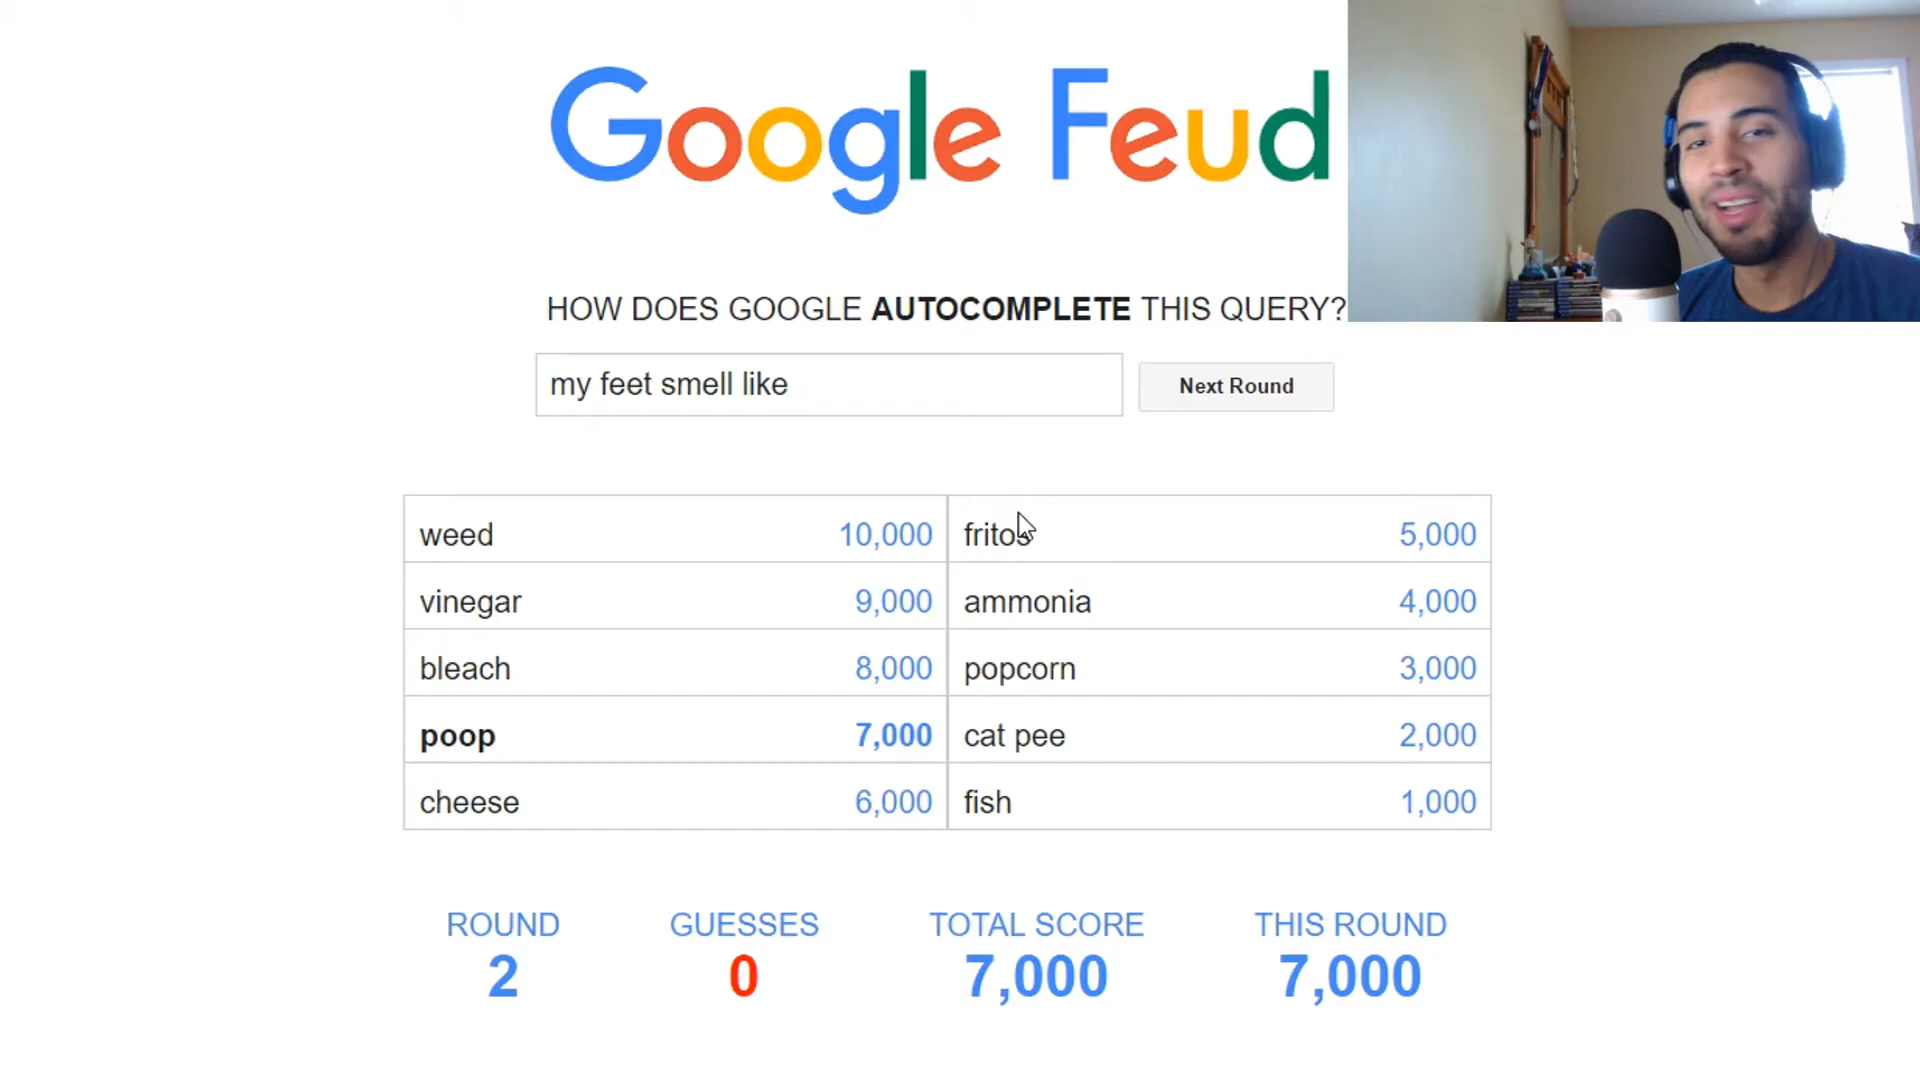 Google Feud
HOW DOES GOOGLE AUTOCOMPLETE THIS QUERY?
my feet smell like
Next Round
weed 10,000 fritos 5,000
vinegar 9,000 ammonia 4,000
bleach 8,000 popcorn 3,000
poop 7,000 cat pee 2,000
cheese 6,000 fish 1,000
ROUND GUESSES TOTAL SCORE THIS ROUND
2 0 7,000 7,000